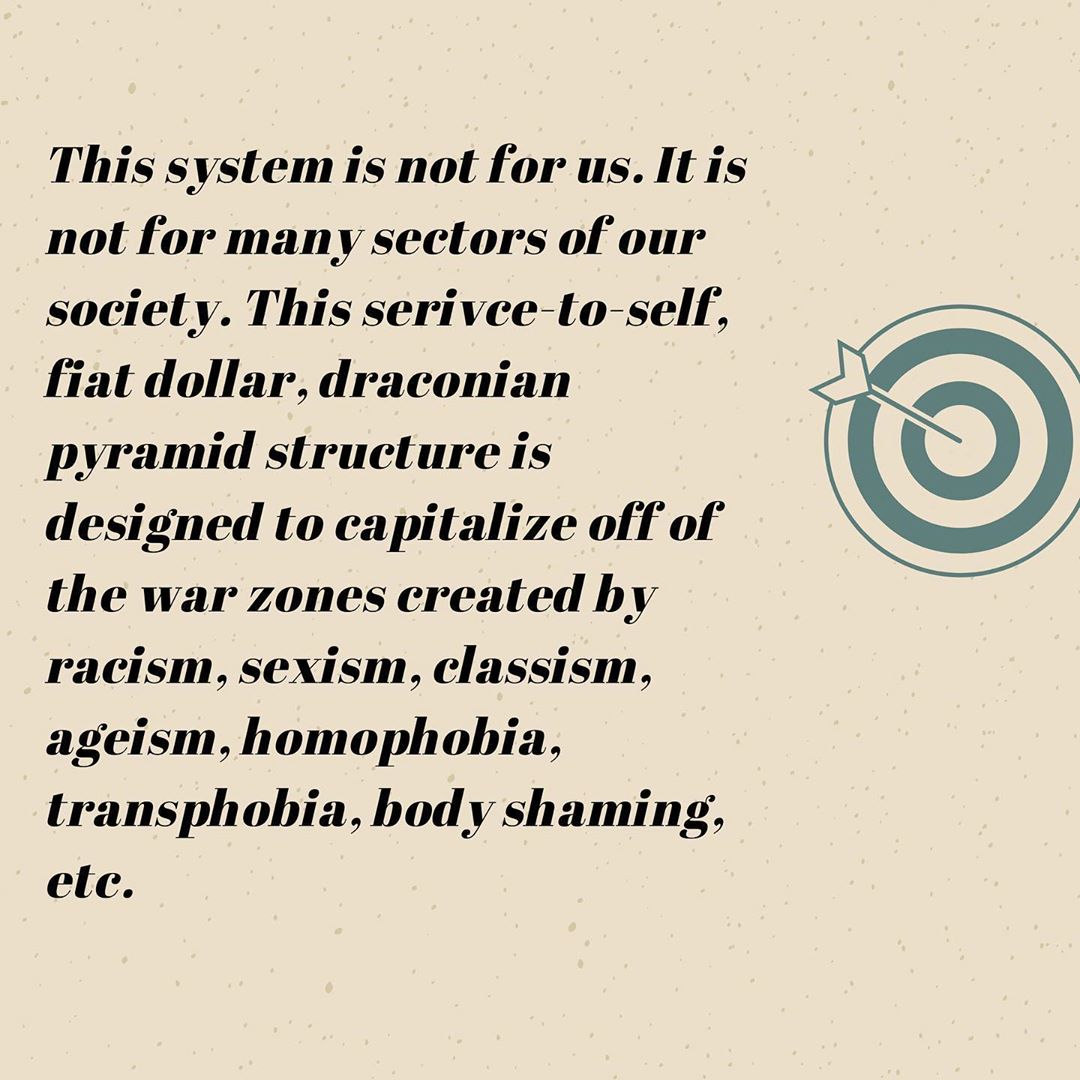 This system is not for us. It is
not for many sectors of our
society. This serivce-to-self,
fiat dollar, draconian
pyramid structure is
designed to capitalize off of
the war zones created by
racism, sexism, classism,
ageism, homophobia,
transphobia, body shaming,
etc.